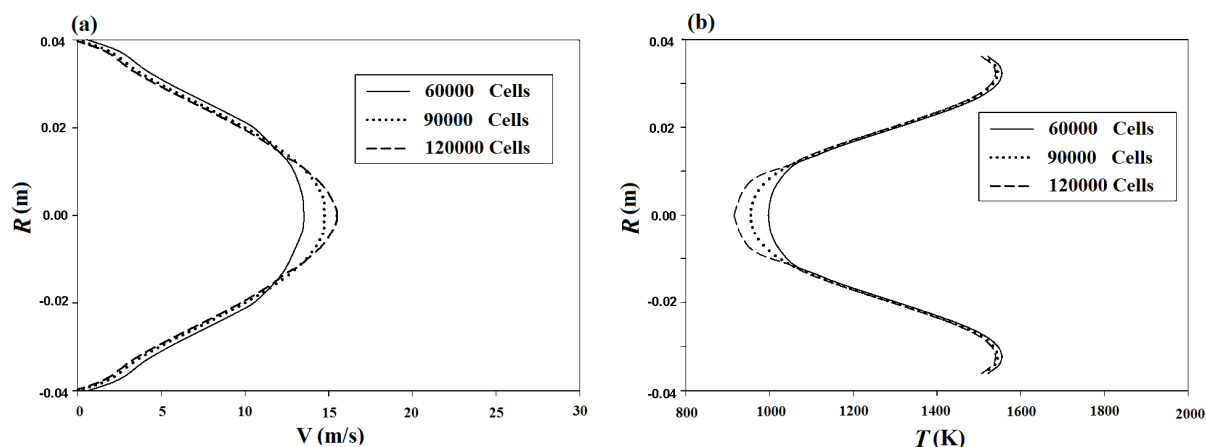 (a)
0.04
0.02
0.00
-0.02
-0.04
R (m)
0
5
10
15
20
25
30
V (m/s)
60000 Cells
90000 Cells
120000 Cells
(b)
0.04
0.02
0.00
-0.02
-0.04
R (m)
800
1000
1200
1400
1600
1800
2000
T (K)
60000 Cells
90000 Cells
120000 Cells